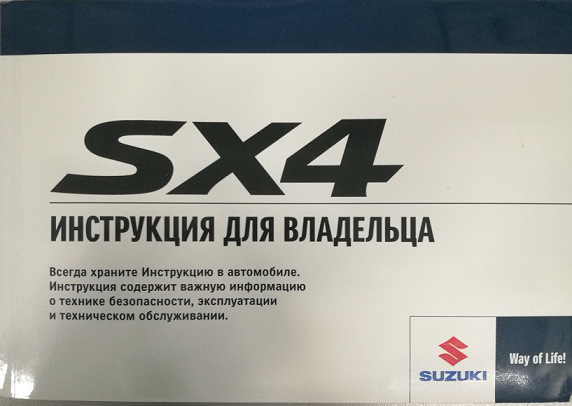 SX4
ИНСТРУКЦИЯ ДЛЯ ВЛАДЕЛЬЦА
Всегда храните Инструкцию в автомобиле.
Инструкция содержит важную информацию
о технике безопасности, эксплуатации
и техническом обслуживании.
SUZUKI
Way of Life!